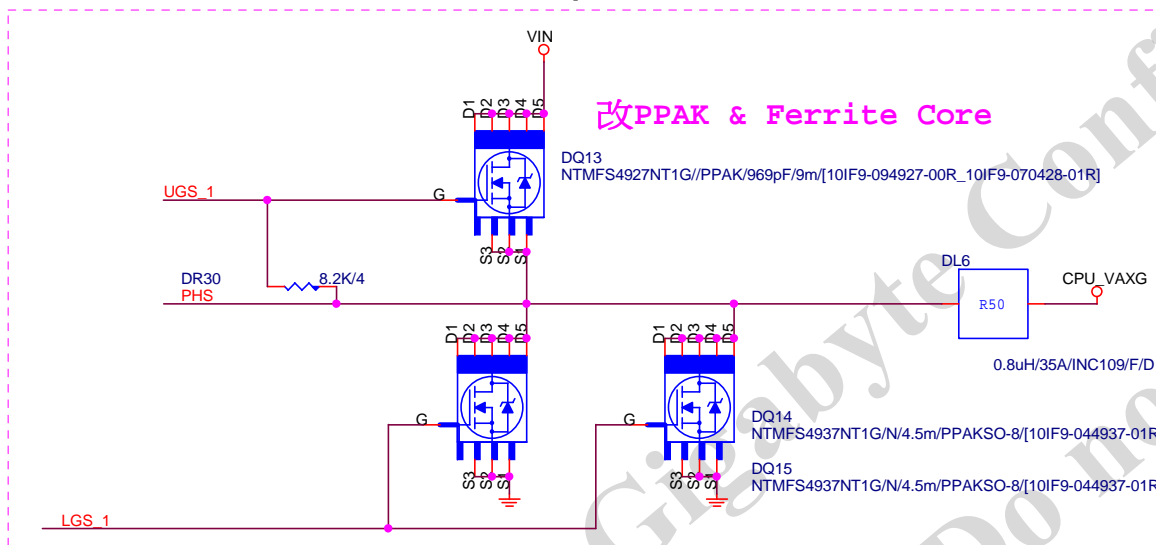 VIN
D1 D2 D3 D4 D5
改PPAK & Ferrite Core
DQ13
NTMFS4927NT1G//PPAK/969pF/9m/[10IF9-094927-00R_10IF9-070428-01R]
UGS_1
G
S3 S2 S1
DR30 8.2K/4
PHS
DL6
R50
CPU_VAXG
0.8uH/35A/INC109/F/D
D1 D2 D3 D4 D5
D1 D2 D3 D4 D5
G
G
DQ14
NTMFS4937NT1G/N/4.5m/PPAKSO-8/[10IF9-044937-01R
DQ15
NTMFS4937NT1G/N/4.5m/PPAKSO-8/[10IF9-044937-01R
S3 S2 S1
S3 S2 S1
LGS_1
Gigabyte Confi
Do no